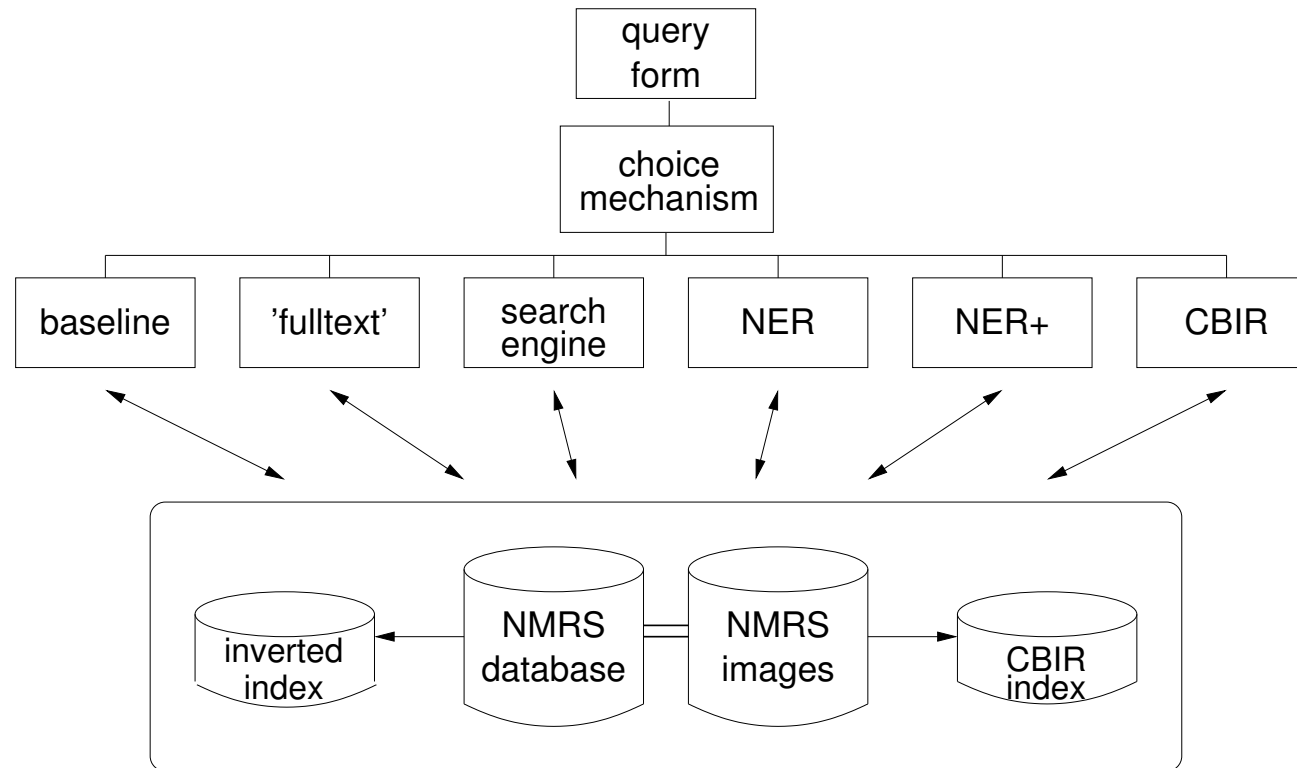 query
form
choice
mechanism
baseline
’fulltext’
search
engine
NER
NER+
CBIR
inverted
index
NMRS
database
NMRS
images
CBIR
index